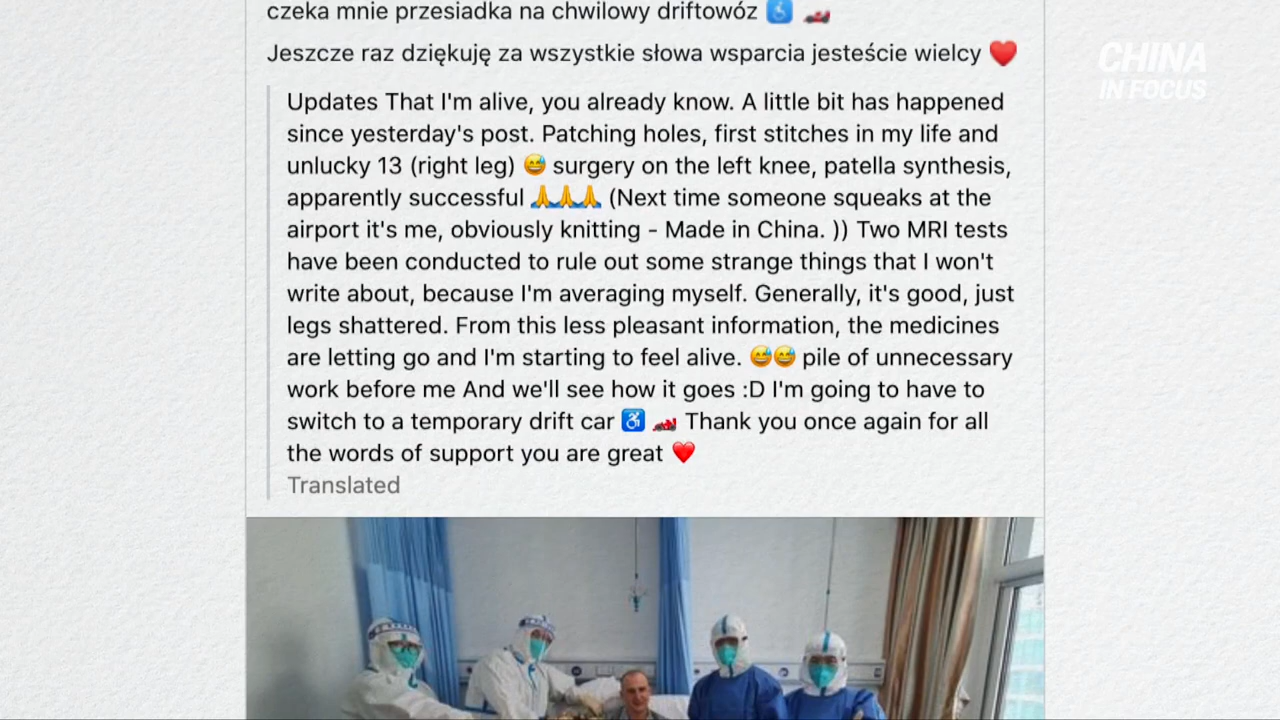 czeka mnie przesiadka na chwilowy driftowóz ♿ 🏎️
Jeszcze raz dziękuję za wszystkie słowa wsparcia jesteście wielcy ❤️
CHINA
IN FOCUS
Updates That I'm alive, you already know. A little bit has happened
since yesterday's post. Patching holes, first stitches in my life and
unlucky 13 (right leg) 😅 surgery on the left knee, patella synthesis,
apparently successful 🙏🙏🙏 (Next time someone squeaks at the
airport it's me, obviously knitting - Made in China. )) Two MRI tests
have been conducted to rule out some strange things that I won't
write about, because I'm averaging myself. Generally, it's good, just
legs shattered. From this less pleasant information, the medicines
are letting go and I'm starting to feel alive. 😅😅 pile of unnecessary
work before me And we'll see how it goes :D I'm going to have to
switch to a temporary drift car ♿ 🏎️ Thank you once again for all
the words of support you are great ❤️
Translated